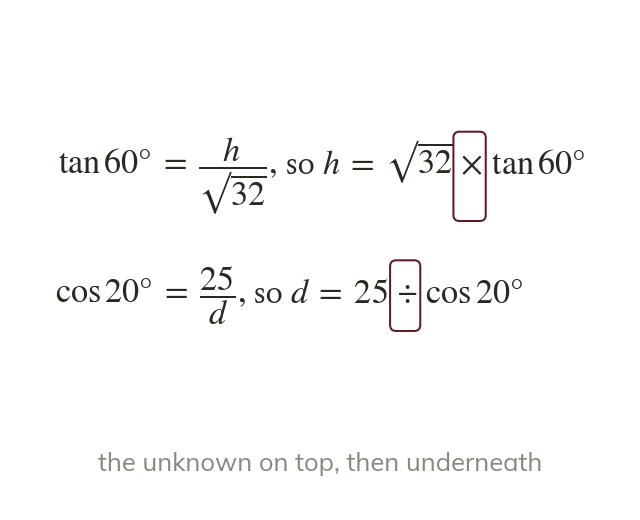 tan 60° = h/√32, so h = √32 × tan 60°
cos 20° = 25/d, so d = 25 ÷ cos 20°
the unknown on top, then underneath